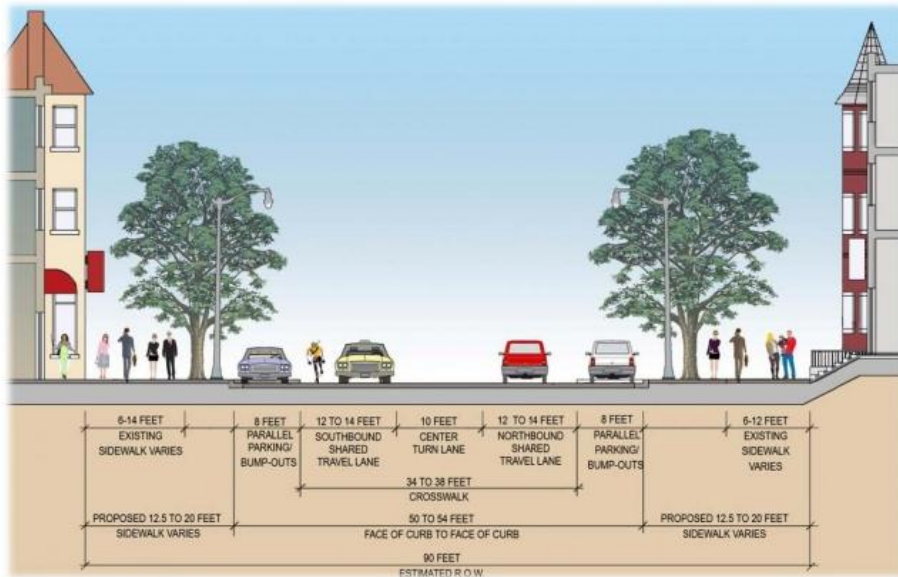 6-14 FEET
EXISTING
SIDEWALK VARIES
8 FEET
PARALLEL
PARKING/
BUMP-OUTS
12 TO 14 FEET
SOUTHBOUND
SHARED
TRAVEL LANE
10 FEET
CENTER
TURN LANE
12 TO 14 FEET
NORTHBOUND
SHARED
TRAVEL LANE
8 FEET
PARALLEL
PARKING/
BUMP-OUTS
6-12 FEET
EXISTING
SIDEWALK
VARIES
34 TO 38 FEET
CROSSWALK
PROPOSED 12.5 TO 20 FEET
SIDEWALK VARIES
50 TO 54 FEET
FACE OF CURB TO FACE OF CURB
PROPOSED 12.5 TO 20 FEET
SIDEWALK VARIES
90 FEET
ESTIMATED R.O.W.